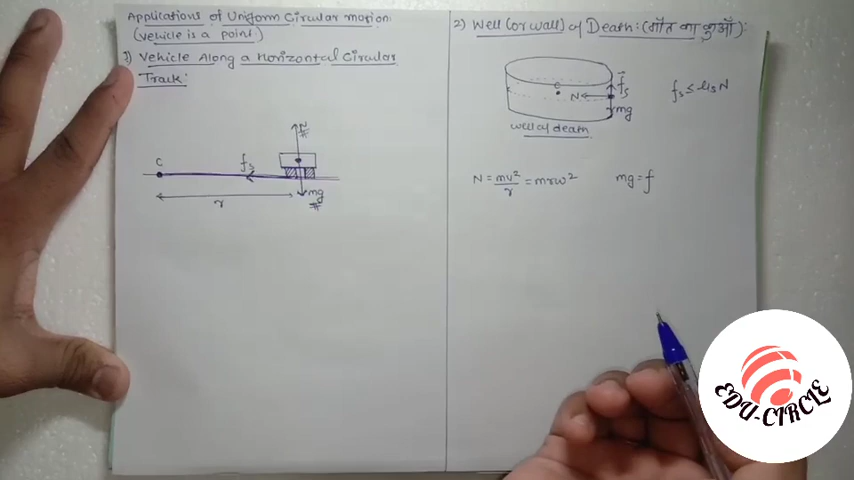 Applications of Uniform Circular motion:
(vehicle is a point)
1) Vehicle Along a Horizontal Circular
Track:
N
C
fs
mg
r
2) Well (or wall) of Death: (मौत का कुआँ):
C
N
fs
mg
fs ≤ μsN
well of death
N = mv²/r = mrω²
mg = f
EDU-CIRCLE